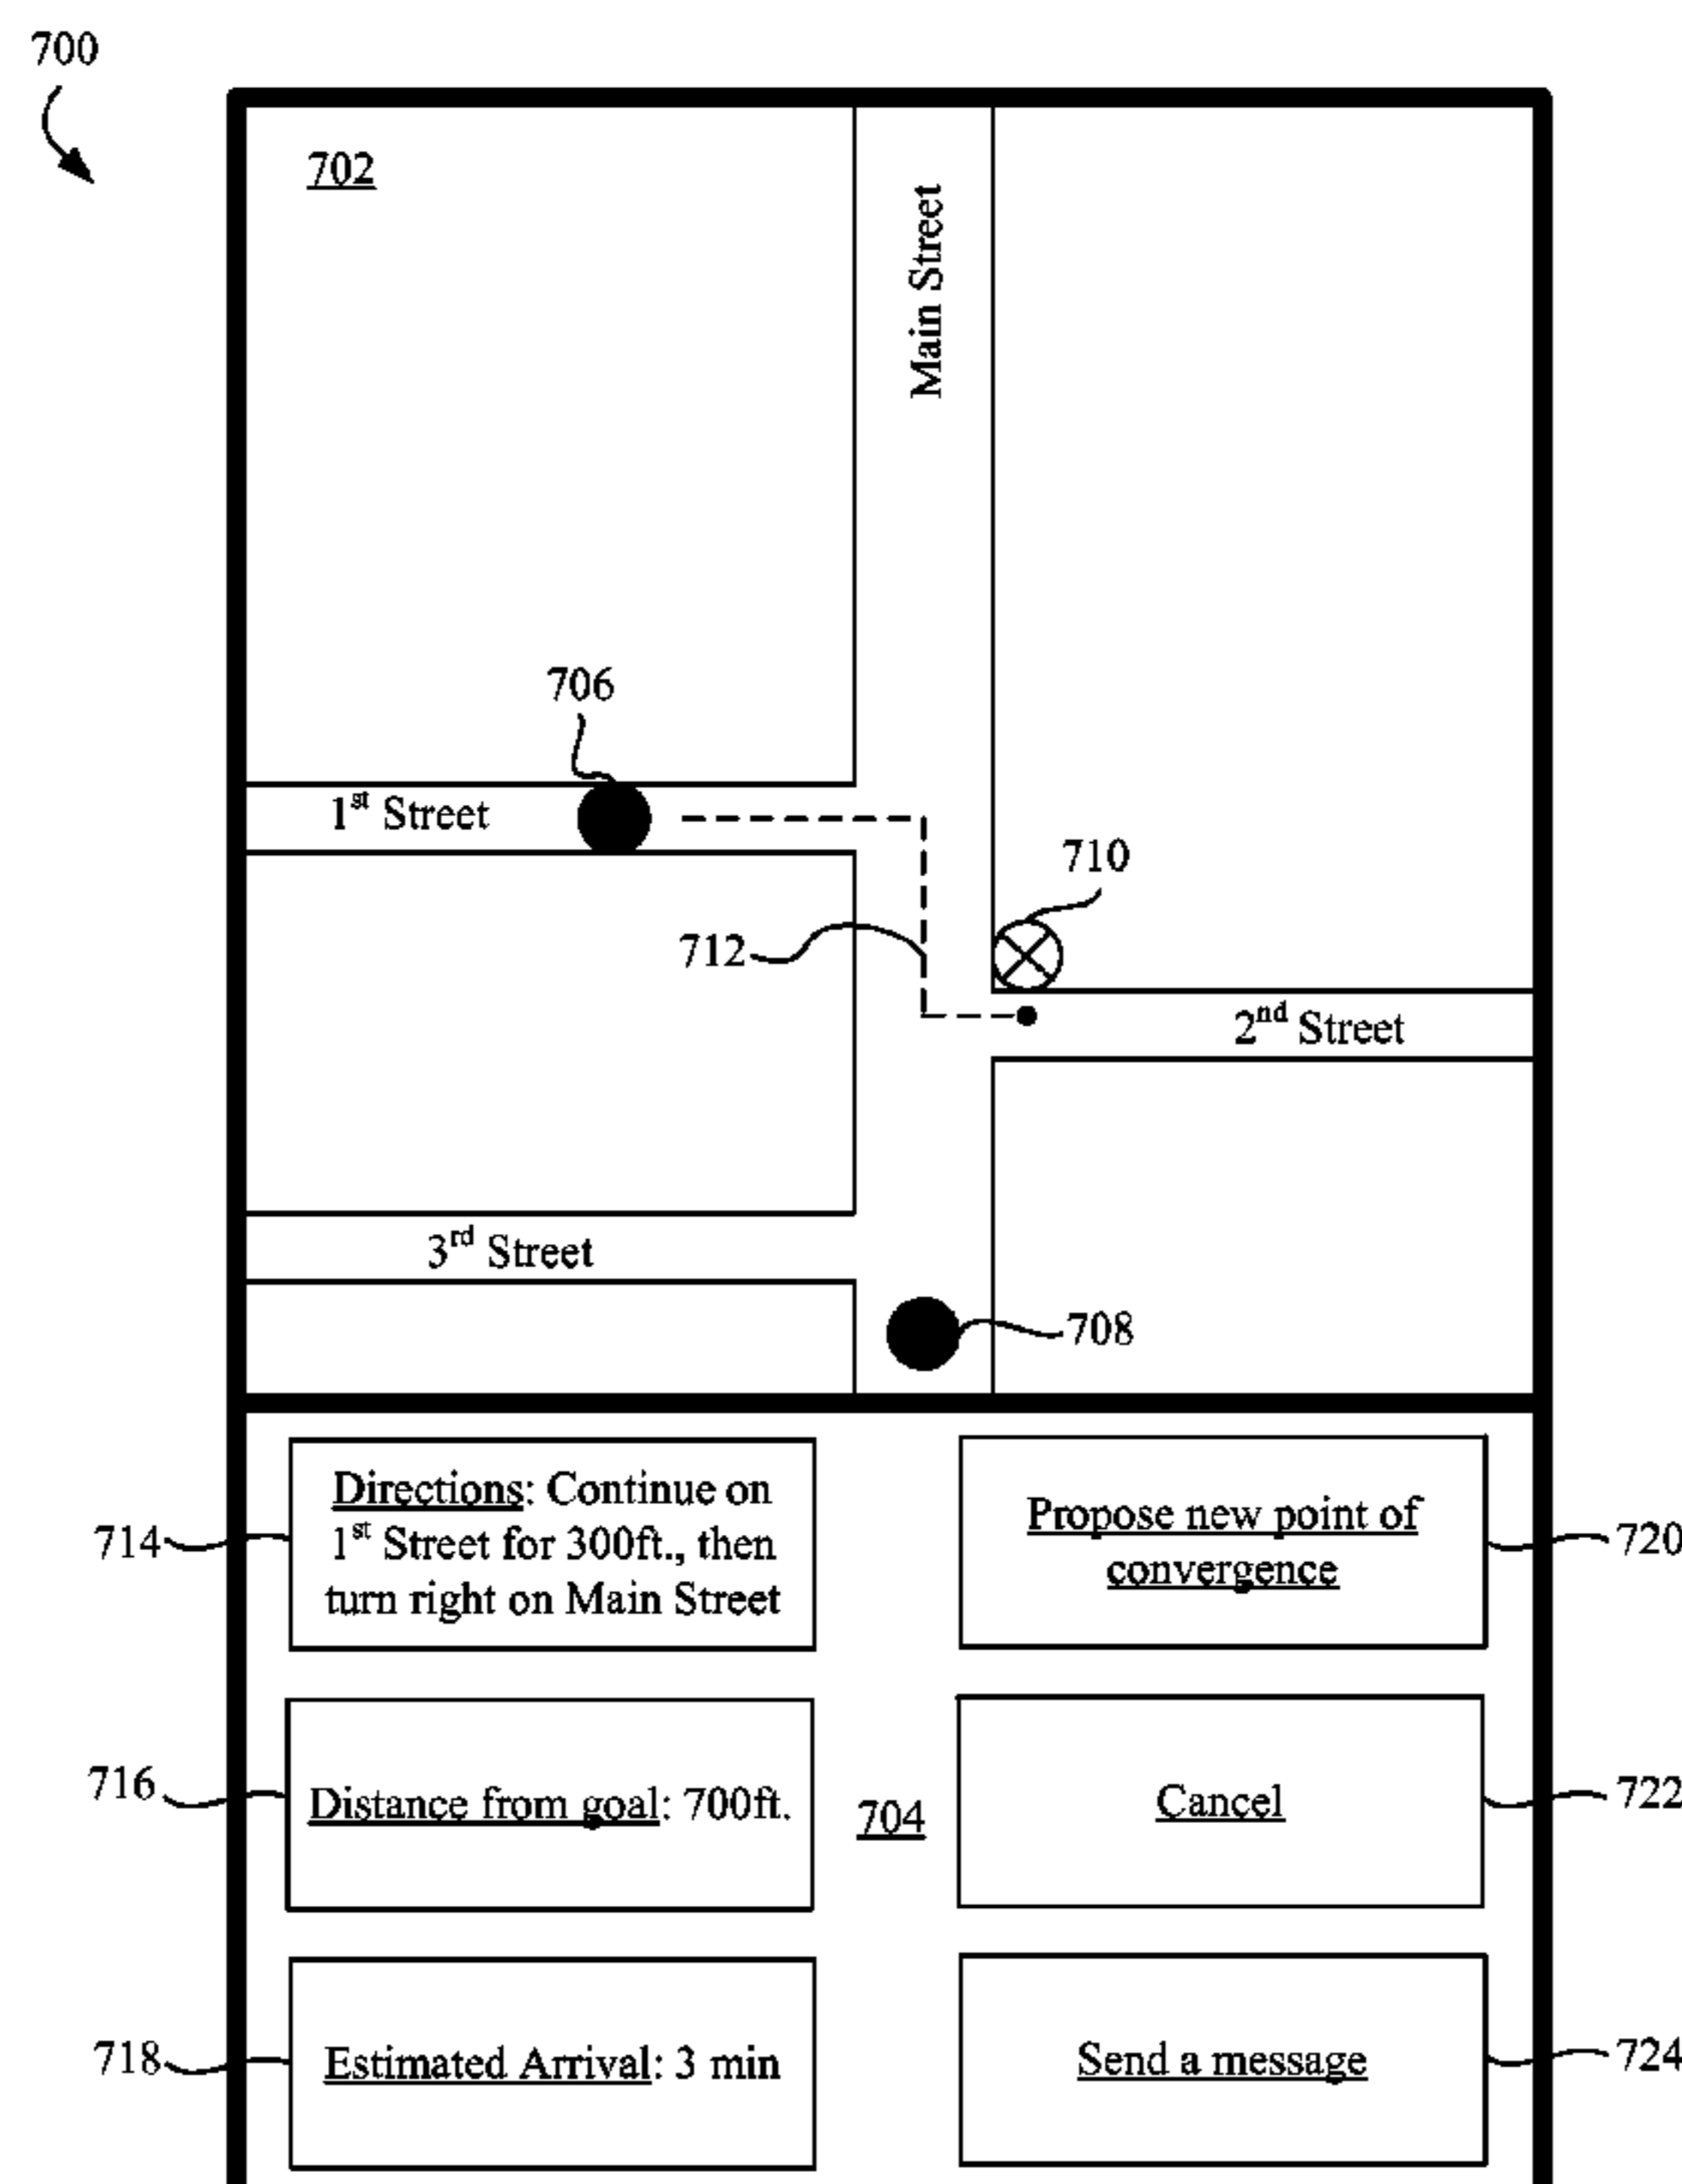 700
702
Main Street
706
1st Street
710
712
2nd Street
3rd Street
708
Directions: Continue on
1st Street for 300ft., then
turn right on Main Street
714
Propose new point of
convergence
720
716
Distance from goal: 700ft.
704
Cancel
722
718
Estimated Arrival: 3 min
Send a message
724